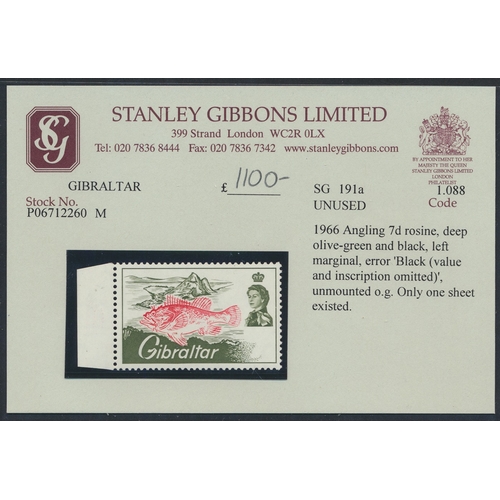 SG
STANLEY GIBBONS LIMITED
399 Strand London WC2R 0LX
Tel: 020 7836 8444 Fax: 020 7836 7342 www.stanleygibbons.com
BY APPOINTMENT TO HER
MAJESTY THE QUEEN
STANLEY GIBBONS LIMITED
LONDON
PHILATELIST
GIBRALTAR £ 1100- SG 191a 1.088
Stock No. UNUSED Code
P06712260 M
1966 Angling 7d rosine, deep
olive-green and black, left
marginal, error 'Black (value
and inscription omitted)',
unmounted o.g. Only one sheet
existed.
Gibraltar